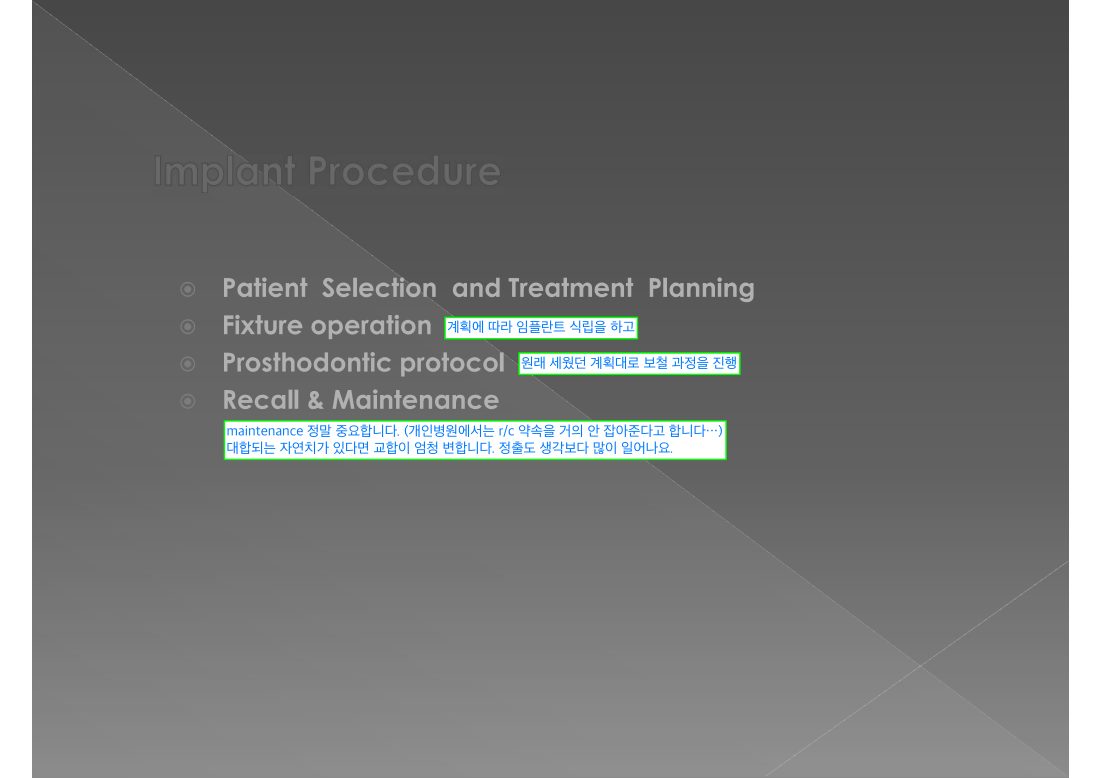 Implant Procedure
Patient Selection and Treatment Planning
Fixture operation 계획에 따라 임플란트 식립을 하고
Prosthodontic protocol 원래 세웠던 계획대로 보철 과정을 진행
Recall & Maintenance
maintenance 정말 중요합니다. (개인병원에서는 r/c 약속을 거의 안 잡아준다고 합니다…)
대합되는 자연치가 있다면 교합이 엄청 변합니다. 정출도 생각보다 많이 일어나요.